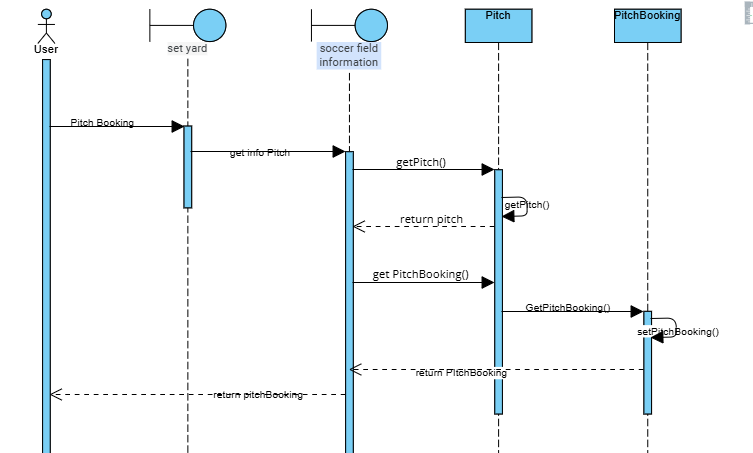 Pitch
PitchBooking
User
set yard
soccer field
information
Pitch Booking
get info Pitch
getPitch()
getPitch()
return pitch
get PitchBooking()
GetPitchBooking()
setPitchBooking()
return PitchBooking
return pitchBooking